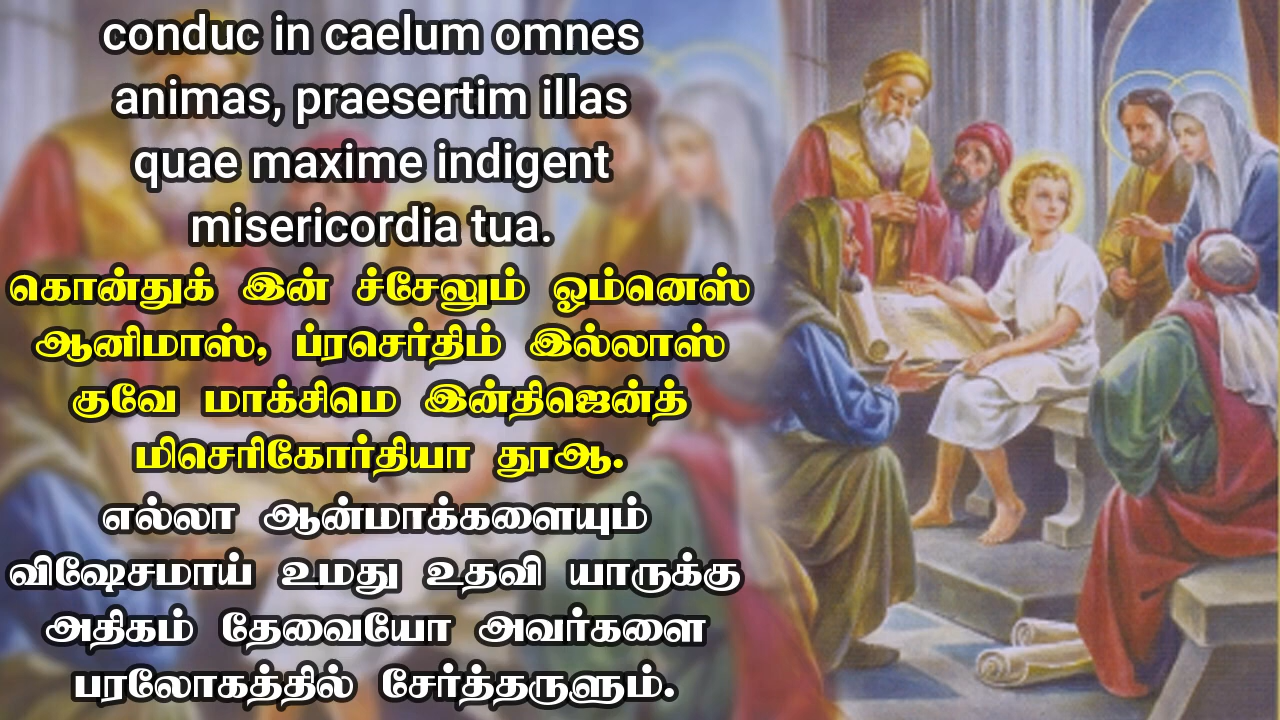 conduc in caelum omnes
animas, praesertim illas
quae maxime indigent
misericordia tua.
கொன்துக் இன் ச்சேலும் ஓம்னெஸ்
ஆனிமாஸ், ப்ரசெர்திம் இல்லாஸ்
குவே மாக்சிமெ இன்திஜென்த்
மிசெரிகோர்தியா தூஆ.
எல்லா ஆன்மாக்களையும்
விஷேசமாய் உமது உதவி யாருக்கு
அதிகம் தேவையோ அவர்களை
பரலோகத்தில் சேர்த்தருளும்.